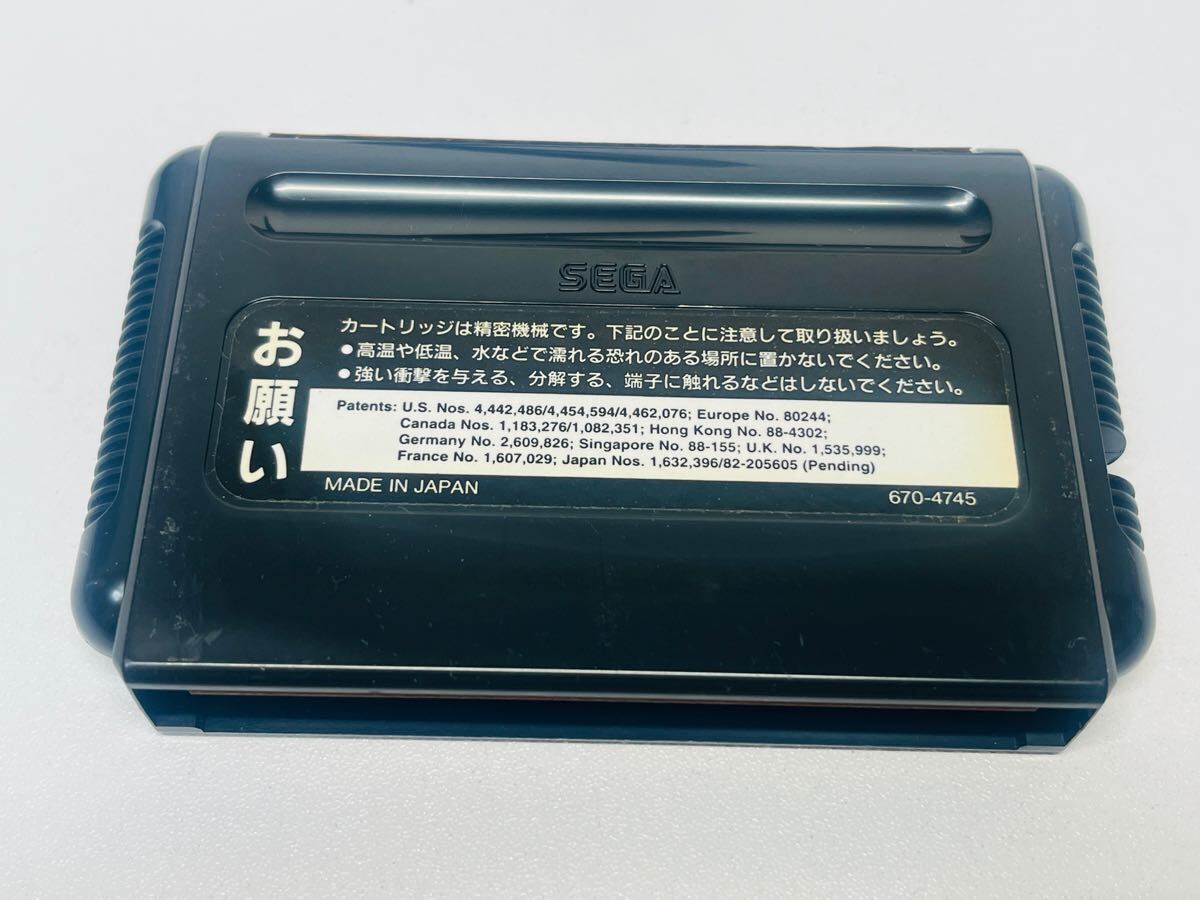 SEGA
お願い
カートリッジは精密機械です。下記のことに注意して取り扱いましょう。
●高温や低温、水などで濡れる恐れのある場所に置かないでください。
●強い衝撃を与える、分解する、端子に触れるなどはしないでください。
Patents: U.S. Nos. 4,442,486/4,454,594/4,462,076; Europe No. 80244;
Canada Nos. 1,183,276/1,082,351; Hong Kong No. 88-4302;
Germany No. 2,609,826; Singapore No. 88-155; U.K. No. 1,535,999;
France No. 1,607,029; Japan Nos. 1,632,396/82-205605 (Pending)
MADE IN JAPAN
670-4745